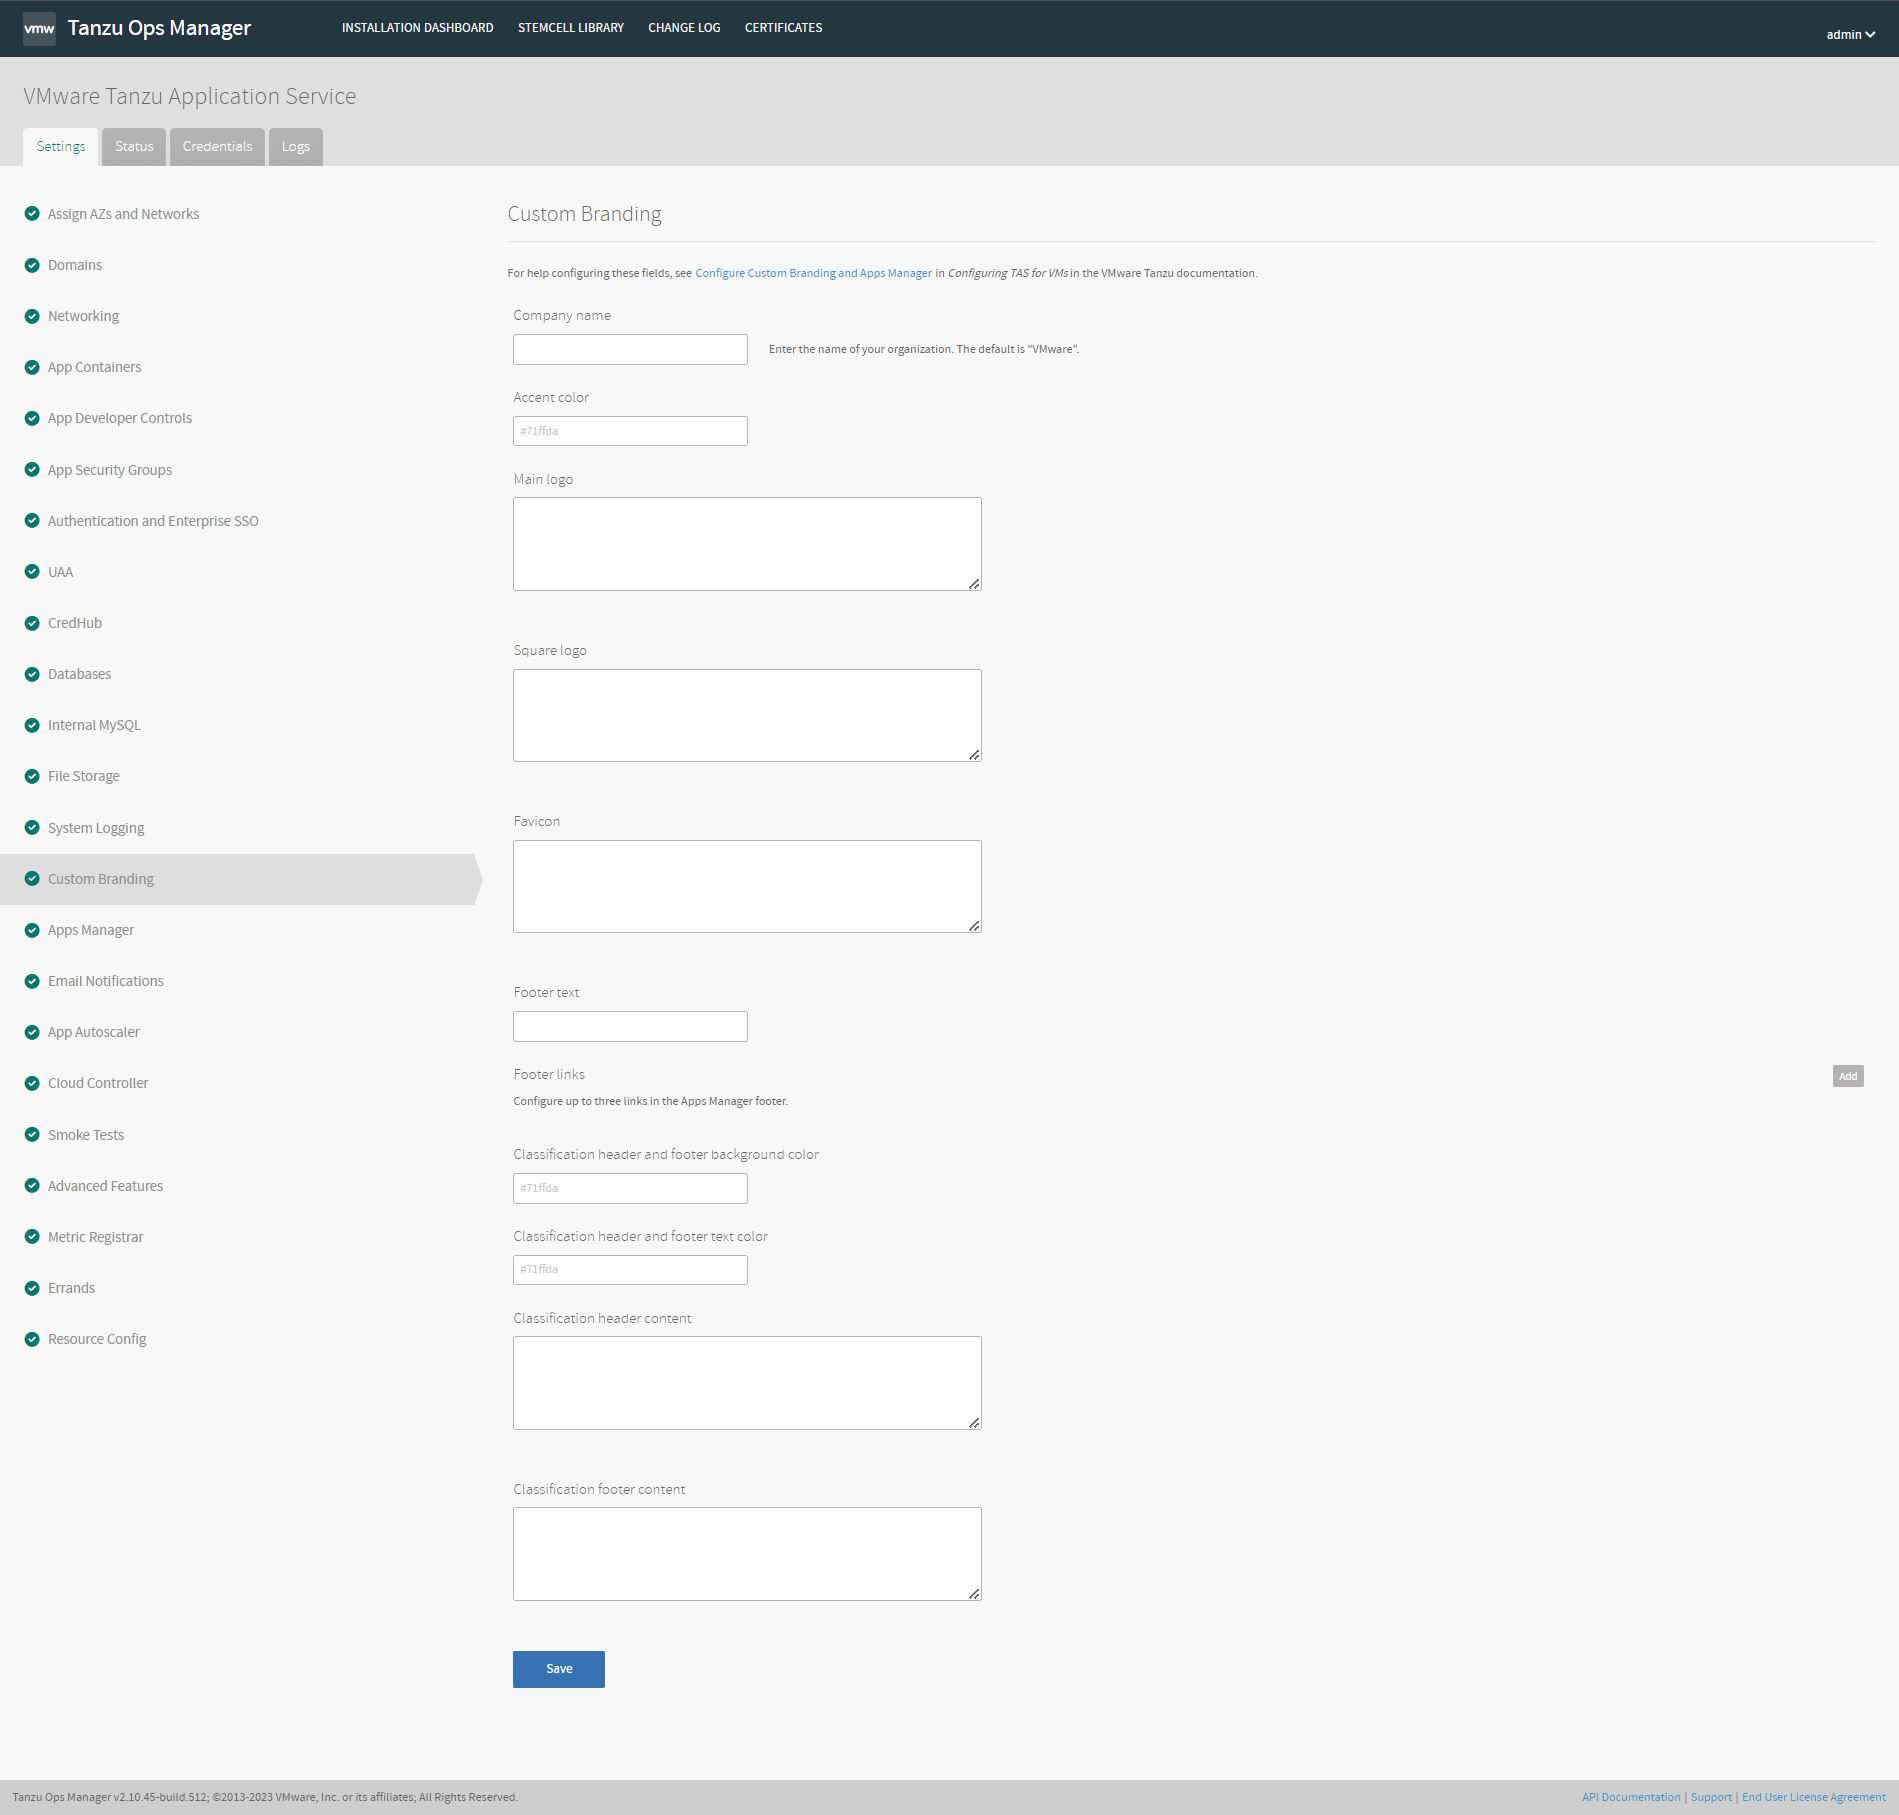 vmw Tanzu Ops Manager INSTALLATION DASHBOARD STEMCELL LIBRARY CHANGE LOG CERTIFICATES admin
VMware Tanzu Application Service
Settings Status Credentials Logs
Assign AZs and Networks
Domains
Networking
App Containers
App Developer Controls
App Security Groups
Authentication and Enterprise SSO
UAA
CredHub
Databases
Internal MySQL
File Storage
System Logging
Custom Branding
Apps Manager
Email Notifications
App Autoscaler
Cloud Controller
Smoke Tests
Advanced Features
Metric Registrar
Errands
Resource Config
Custom Branding
For help configuring these fields, see Configure Custom Branding and Apps Manager in Configuring TAS for VMs in the VMware Tanzu documentation.
Company name
Enter the name of your organization. The default is "VMware".
Accent color
#71ffda
Main logo
Square logo
Favicon
Footer text
Footer links Add
Configure up to three links in the Apps Manager footer.
Classification header and footer background color
#71ffda
Classification header and footer text color
#71ffda
Classification header content
Classification footer content
Save
Tanzu Ops Manager v2.10.45-build.512; ©2013-2023 VMware, Inc. or its affiliates; All Rights Reserved. API Documentation | Support | End User License Agreement